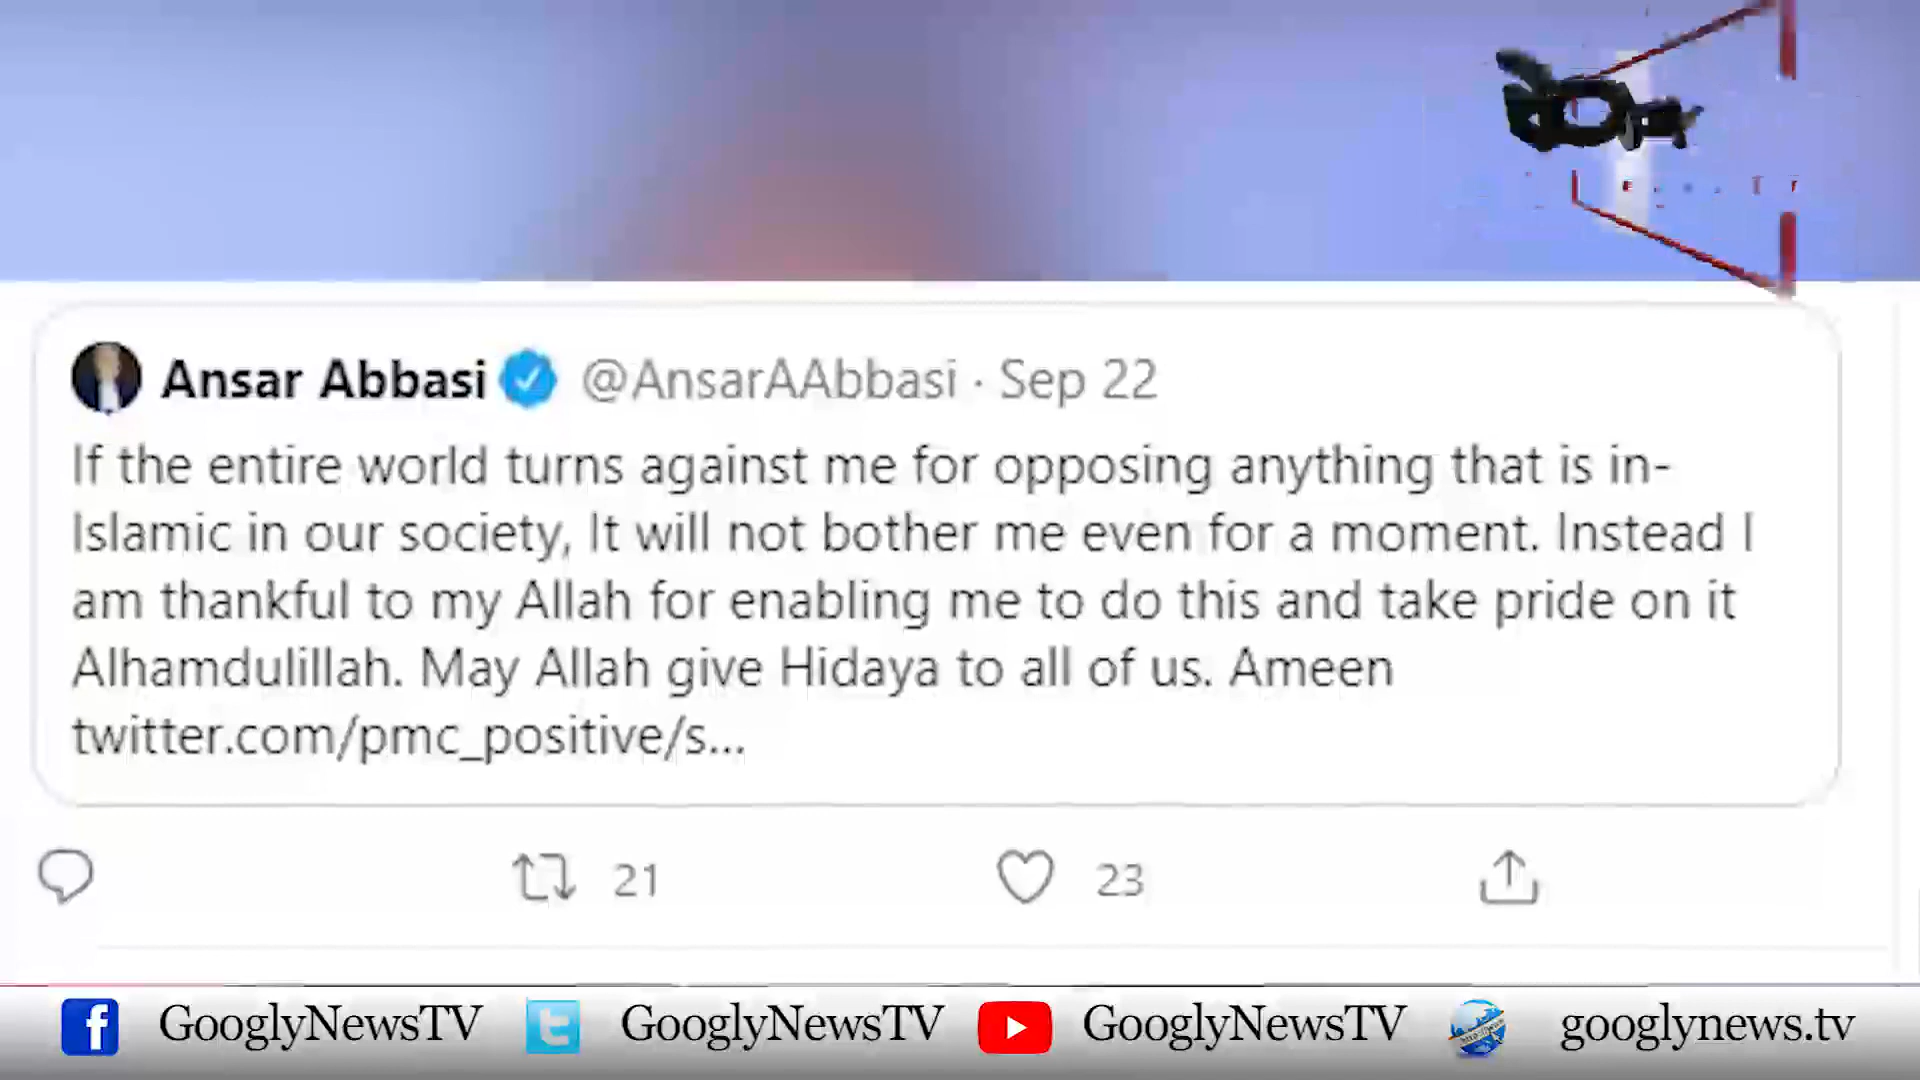 Ansar Abbasi @AnsarAAbbasi · Sep 22
If the entire world turns against me for opposing anything that is in-
Islamic in our society, It will not bother me even for a moment. Instead I
am thankful to my Allah for enabling me to do this and take pride on it
Alhamdulillah. May Allah give Hidaya to all of us. Ameen
twitter.com/pmc_positive/s...
21 23
GooglyNewsTV GooglyNewsTV GooglyNewsTV googlynews.tv